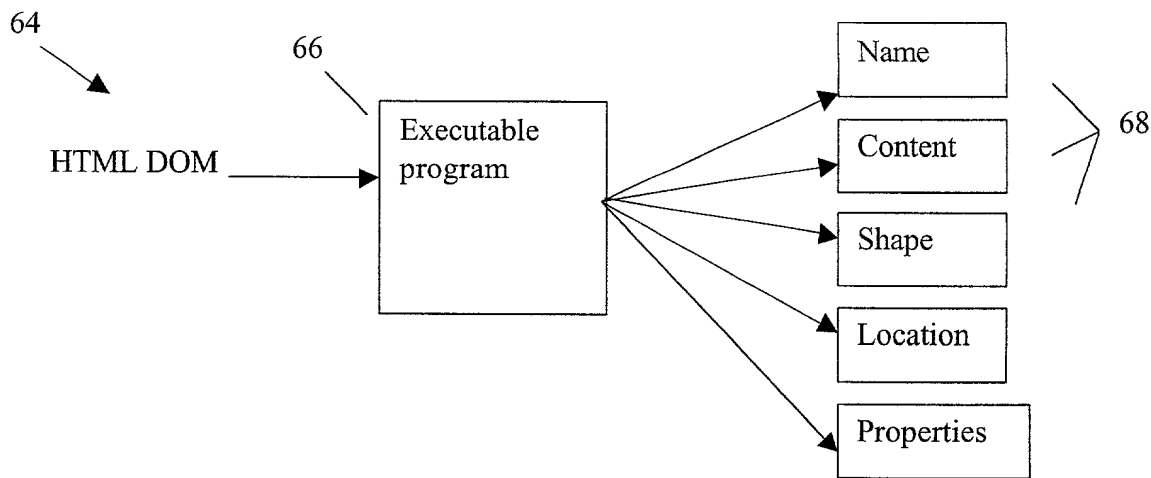 64
66
HTML DOM
Executable
program
Name
Content
Shape
Location
Properties
68